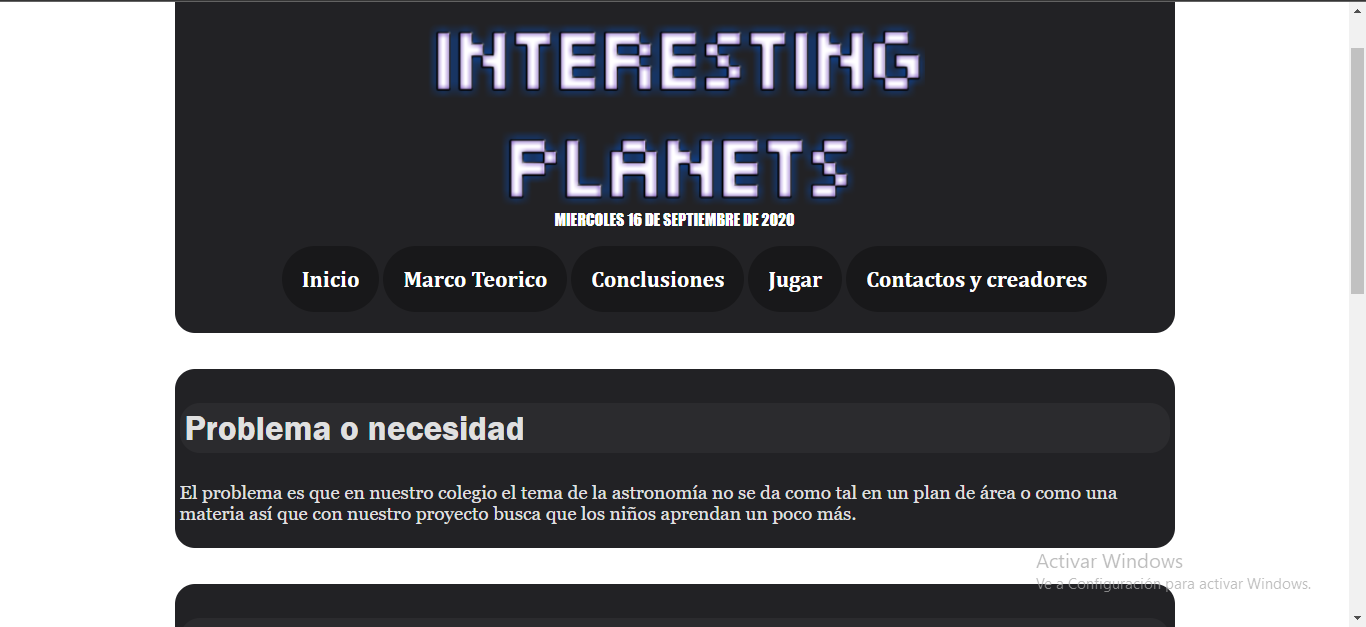 INTERESTING
PLANETS
MIERCOLES 16 DE SEPTIEMBRE DE 2020
Inicio Marco Teorico Conclusiones Jugar Contactos y creadores
Problema o necesidad
El problema es que en nuestro colegio el tema de la astronomía no se da como tal en un plan de área o como una
materia así que con nuestro proyecto busca que los niños aprendan un poco más.
Activar Windows
Ve a Configuración para activar Windows.